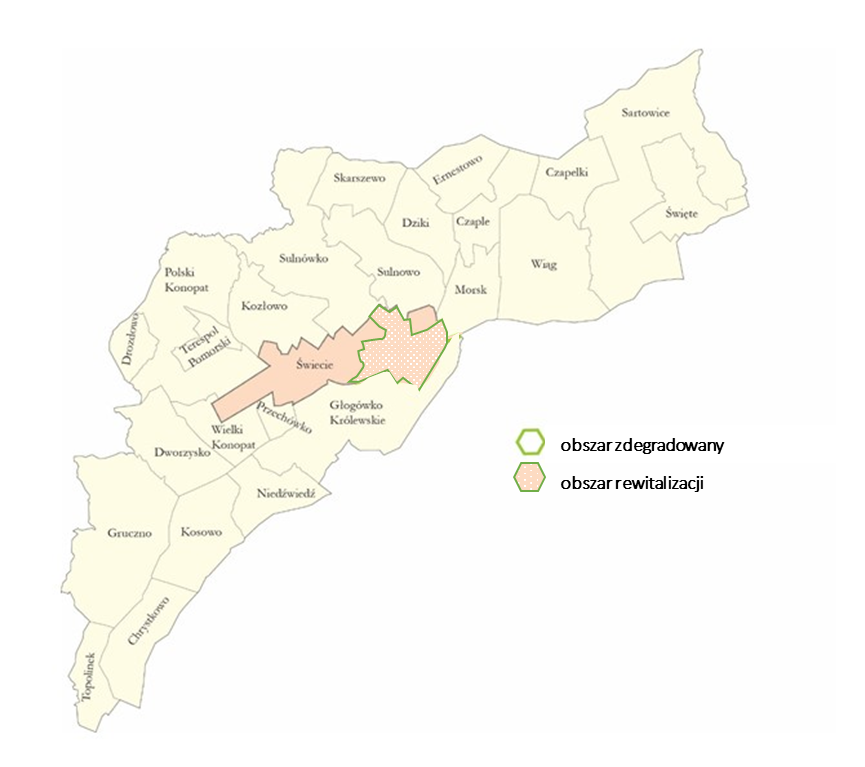 Sartowice
Ernestowo
Czapelki
Skarszewo
Święte
Dziki
Czaple
Sulnówko
Wiąg
Polski
Konopat
Sulnowo
Morsk
Kozłowo
Drozdowo
Terespol
Pomorski
Świecie
Głogówko
Królewskie
Przechówko
Wielki
Konopat
Dworzysko
obszar zdegradowany
obszar rewitalizacji
Niedźwiedź
Gruczno
Kosowo
Chrystkowo
Topolinek